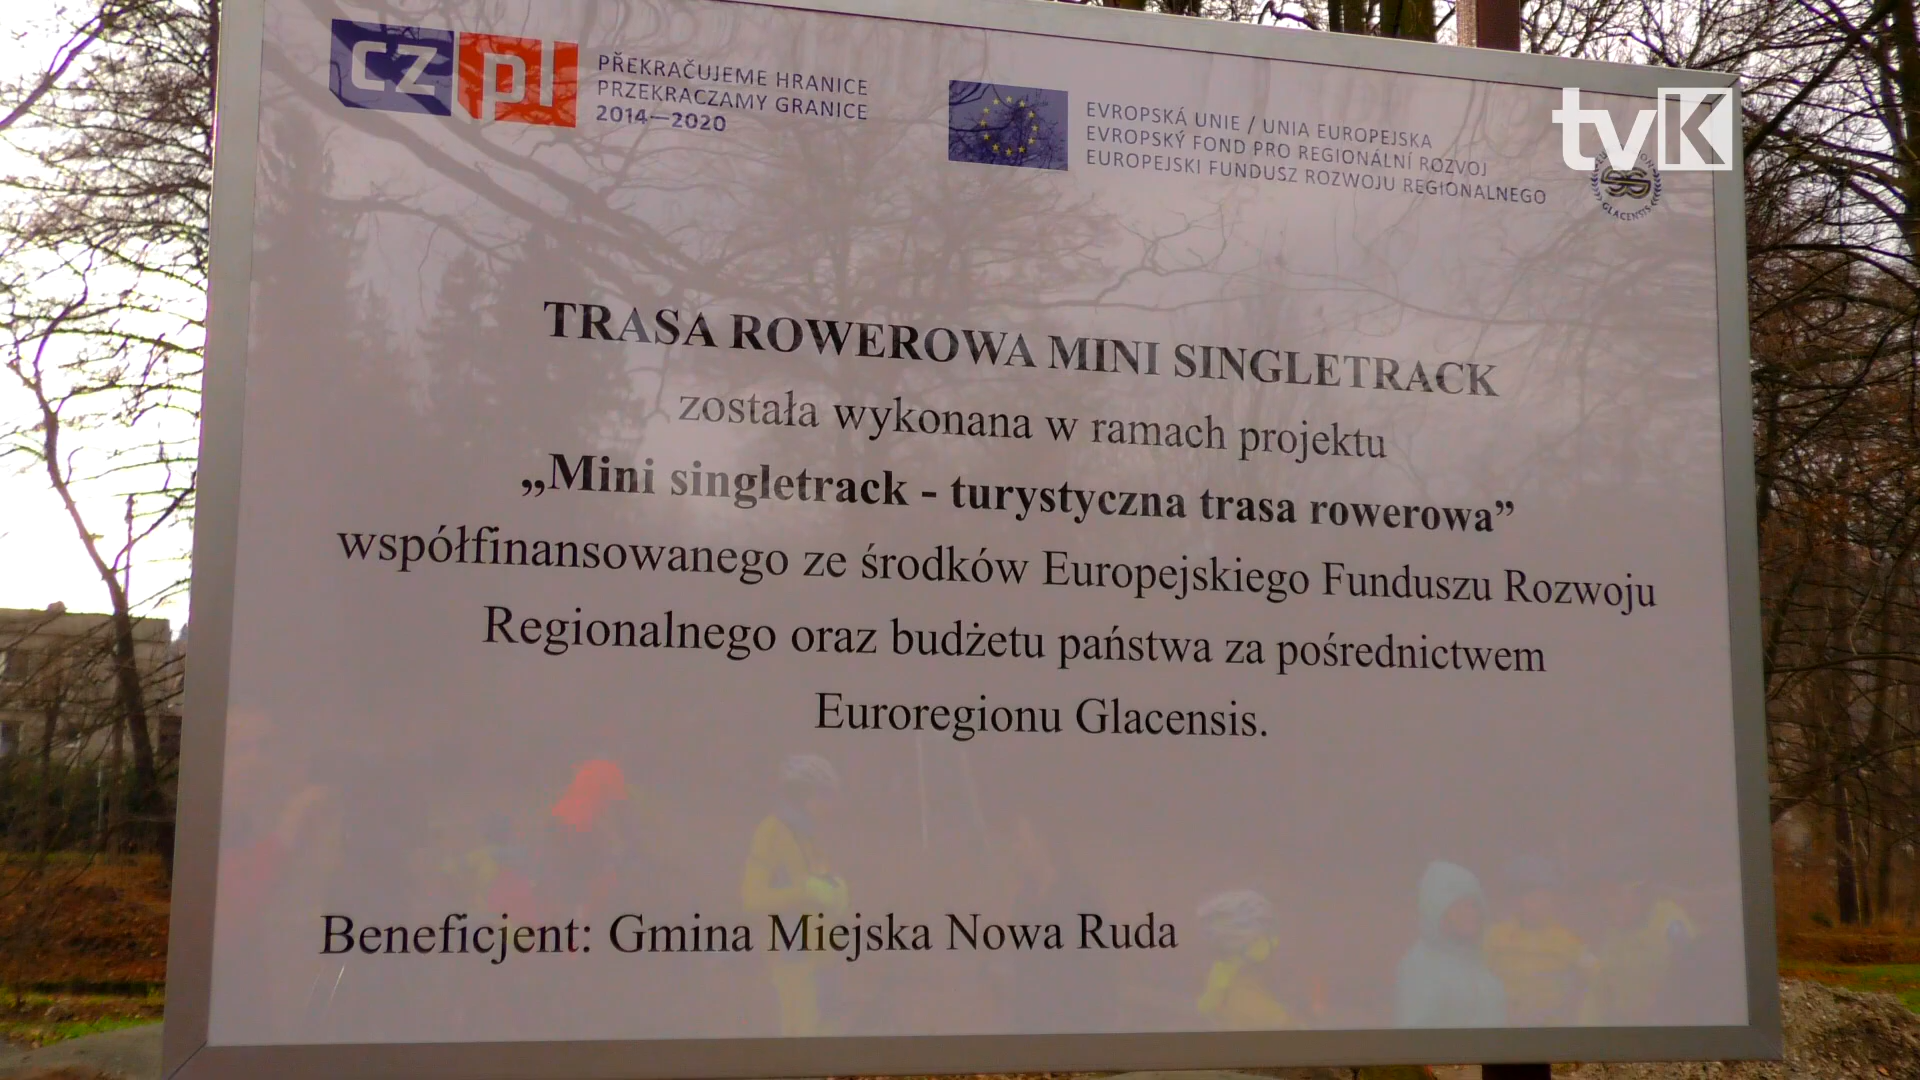 cz pl
PŘEKRAČUJEME HRANICE
PRZEKRACZAMY GRANICE
2014—2020
EVROPSKÁ UNIE / UNIA EUROPEJSKA
EVROPSKÝ FOND PRO REGIONÁLNÍ ROZVOJ
EUROPEJSKI FUNDUSZ ROZWOJU REGIONALNEGO
tvK
GLACENSIS
TRASA ROWEROWA MINI SINGLETRACK
została wykonana w ramach projektu
„Mini singletrack - turystyczna trasa rowerowa”
współfinansowanego ze środków Europejskiego Funduszu Rozwoju
Regionalnego oraz budżetu państwa za pośrednictwem
Euroregionu Glacensis.
Beneficjent: Gmina Miejska Nowa Ruda